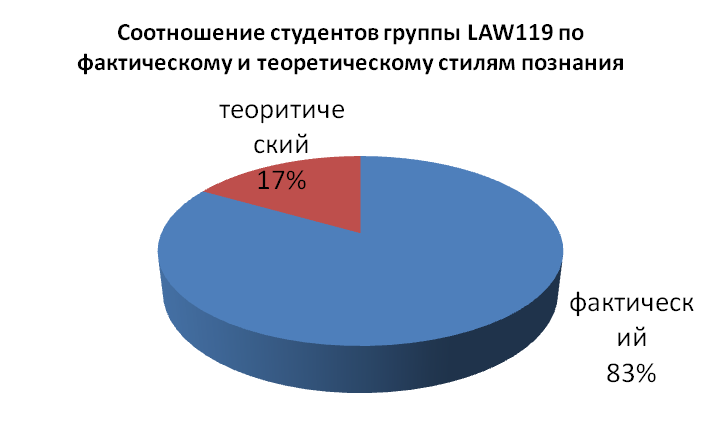 Соотношение студентов группы LAW119 по
фактическому и теоретическому стилям познания
теоритиче
ский
17%
фактическ
ий
83%